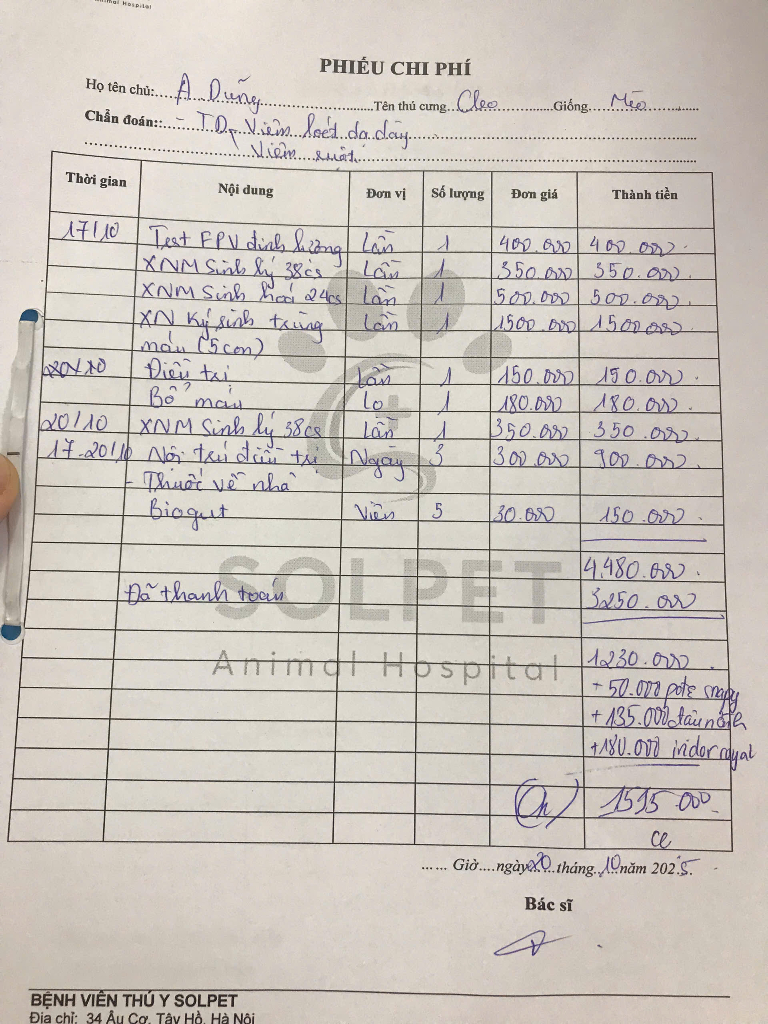 Animal Hospital
PHIẾU CHI PHÍ
Họ tên chủ: A Dũng Tên thú cưng Cleo Giống Mèo
Chẩn đoán:: - TD Viêm loét dạ dày
Viêm ruột
Thời gian Nội dung Đơn vị Số lượng Đơn giá Thành tiền
17/10 Test FPV định lượng Lần 1 400.000 400.000
XNM Sinh lý 38cs Lần 1 350.000 350.000
XNM Sinh hoá 24cs Lần 1 500.000 500.000
XN Ký sinh trùng Lần 1 1500.000 1500.000
máu (5 con)
20/10 Điều trị Lần 1 150.000 150.000
Bổ máu lọ 1 180.000 180.000
20/10 XNM Sinh lý 38cs Lần 1 350.000 350.000
17-20/10 Nội trú điều trị Ngày 3 300.000 900.000
- Thuốc về nhà
Biogut Viên 5 30.000 150.000
SOLPET
4.480.000
Đã thanh toán 3250.000
Animal Hospital
1230.000
+50.000 pate
+135.000
+180.000 royal
1595.000
ck
...... Giờ....ngày 20 tháng 10 năm 2025.
Bác sĩ
BỆNH VIỆN THÚ Y SOLPET
Địa chỉ: 34 Âu Cơ, Tây Hồ, Hà Nội